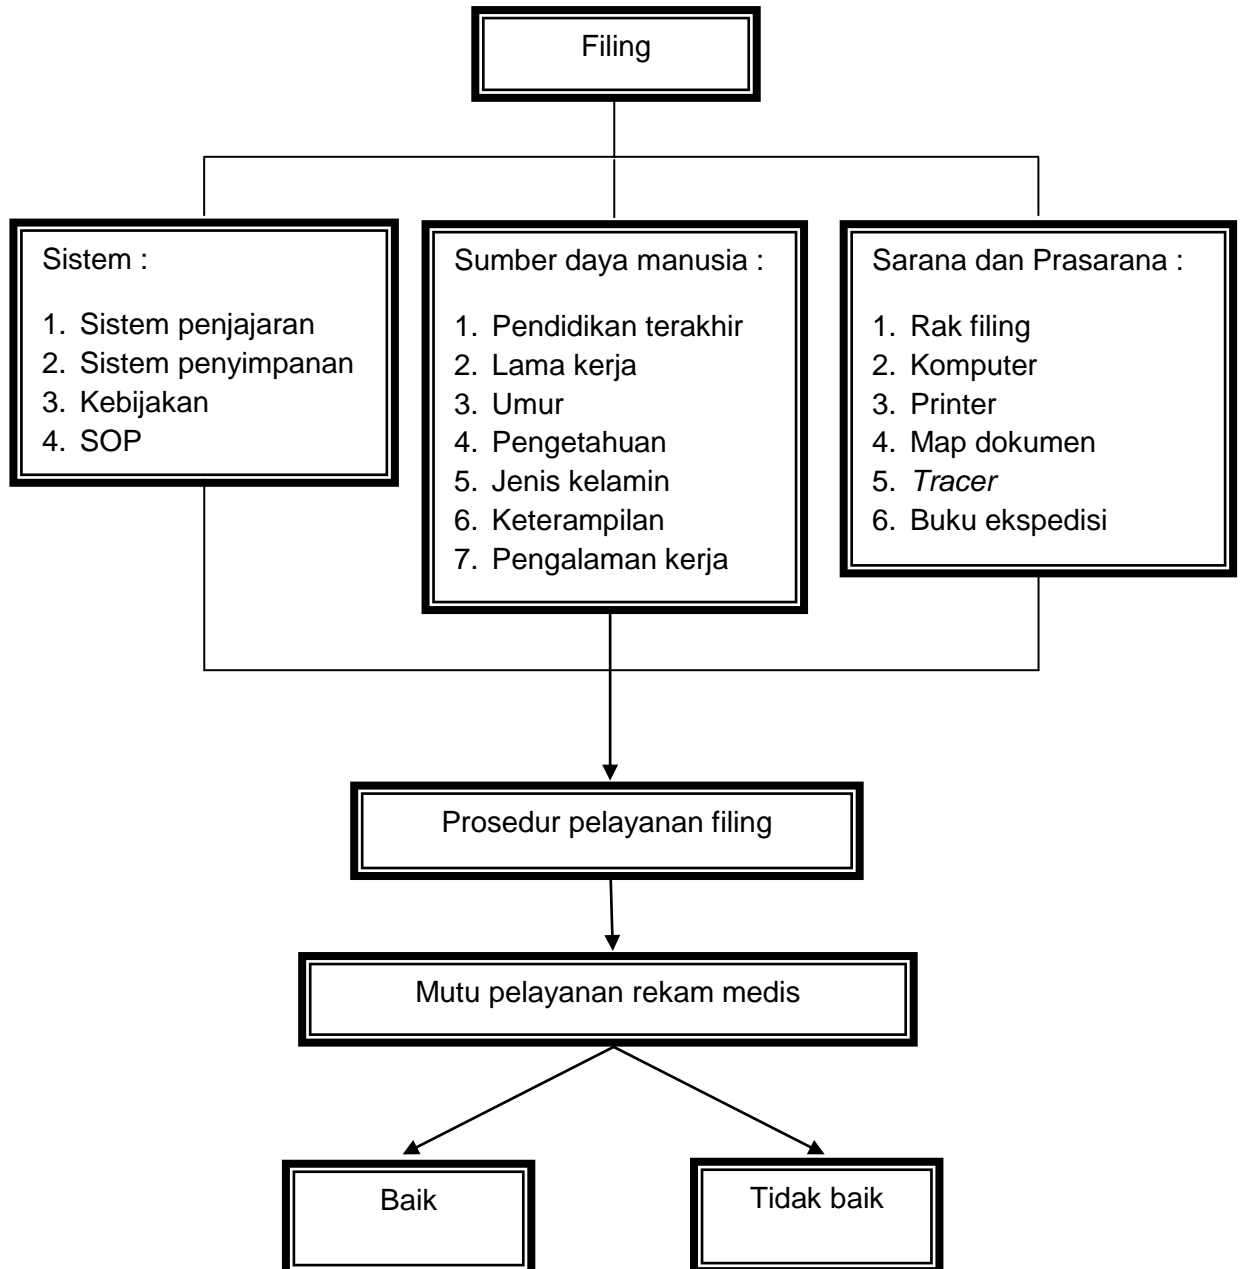 Filing
Sistem :
1. Sistem penjajaran
2. Sistem penyimpanan
3. Kebijakan
4. SOP
Sumber daya manusia :
1. Pendidikan terakhir
2. Lama kerja
3. Umur
4. Pengetahuan
5. Jenis kelamin
6. Keterampilan
7. Pengalaman kerja
Sarana dan Prasarana :
1. Rak filing
2. Komputer
3. Printer
4. Map dokumen
5. Tracer
6. Buku ekspedisi
Prosedur pelayanan filing
Mutu pelayanan rekam medis
Baik
Tidak baik